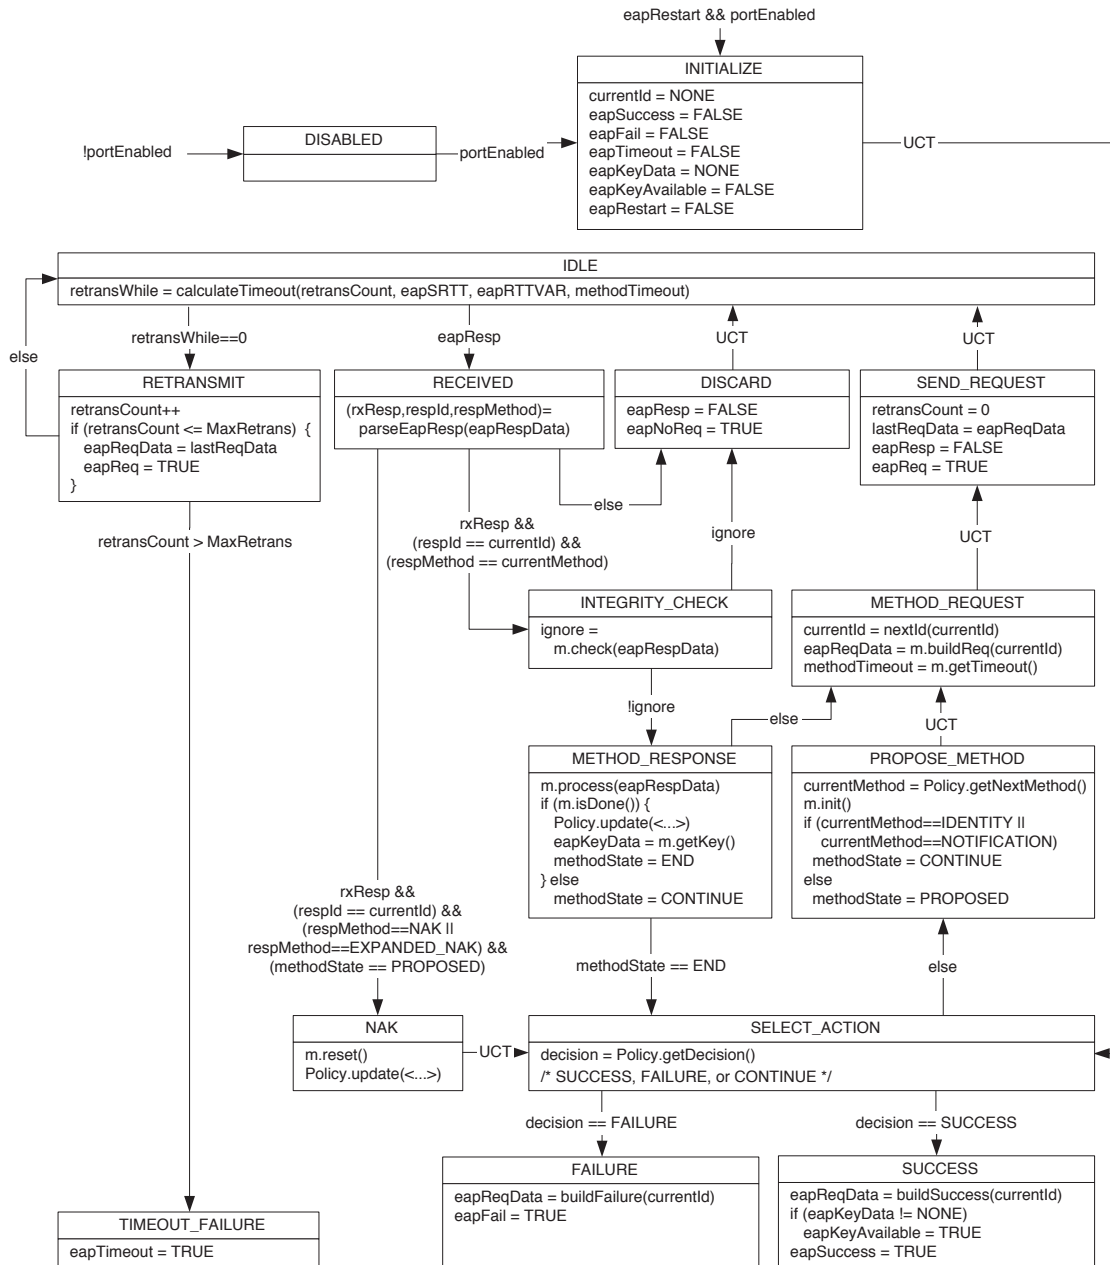 eapRestart && portEnabled
INITIALIZE
currentId = NONE
eapSuccess = FALSE
eapFail = FALSE
eapTimeout = FALSE
eapKeyData = NONE
eapKeyAvailable = FALSE
eapRestart = FALSE
!portEnabled
DISABLED
portEnabled
UCT
IDLE
retransWhile = calculateTimeout(retransCount, eapSRTT, eapRTTVAR, methodTimeout)
else
retransWhile==0
eapResp
UCT
UCT
RETRANSMIT
retransCount++
if (retransCount <= MaxRetrans) {
eapReqData = lastReqData
eapReq = TRUE
}
RECEIVED
(rxResp,respId,respMethod)=
parseEapResp(eapRespData)
DISCARD
eapResp = FALSE
eapNoReq = TRUE
SEND_REQUEST
retransCount = 0
lastReqData = eapReqData
eapResp = FALSE
eapReq = TRUE
else
retransCount > MaxRetrans
rxResp &&
(respId == currentId) &&
(respMethod == currentMethod)
ignore
UCT
INTEGRITY_CHECK
ignore =
m.check(eapRespData)
METHOD_REQUEST
currentId = nextId(currentId)
eapReqData = m.buildReq(currentId)
methodTimeout = m.getTimeout()
!ignore
else
UCT
METHOD_RESPONSE
m.process(eapRespData)
if (m.isDone()) {
Policy.update(<...>)
eapKeyData = m.getKey()
methodState = END
} else
methodState = CONTINUE
PROPOSE_METHOD
currentMethod = Policy.getNextMethod()
m.init()
if (currentMethod==IDENTITY ||
currentMethod==NOTIFICATION)
methodState = CONTINUE
else
methodState = PROPOSED
rxResp &&
(respId == currentId) &&
(respMethod==NAK ||
respMethod==EXPANDED_NAK) &&
(methodState == PROPOSED)
methodState == END
else
NAK
m.reset()
Policy.update(<...>)
UCT
SELECT_ACTION
decision = Policy.getDecision()
/* SUCCESS, FAILURE, or CONTINUE */
decision == FAILURE
decision == SUCCESS
FAILURE
eapReqData = buildFailure(currentId)
eapFail = TRUE
SUCCESS
eapReqData = buildSuccess(currentId)
if (eapKeyData != NONE)
eapKeyAvailable = TRUE
eapSuccess = TRUE
TIMEOUT_FAILURE
eapTimeout = TRUE